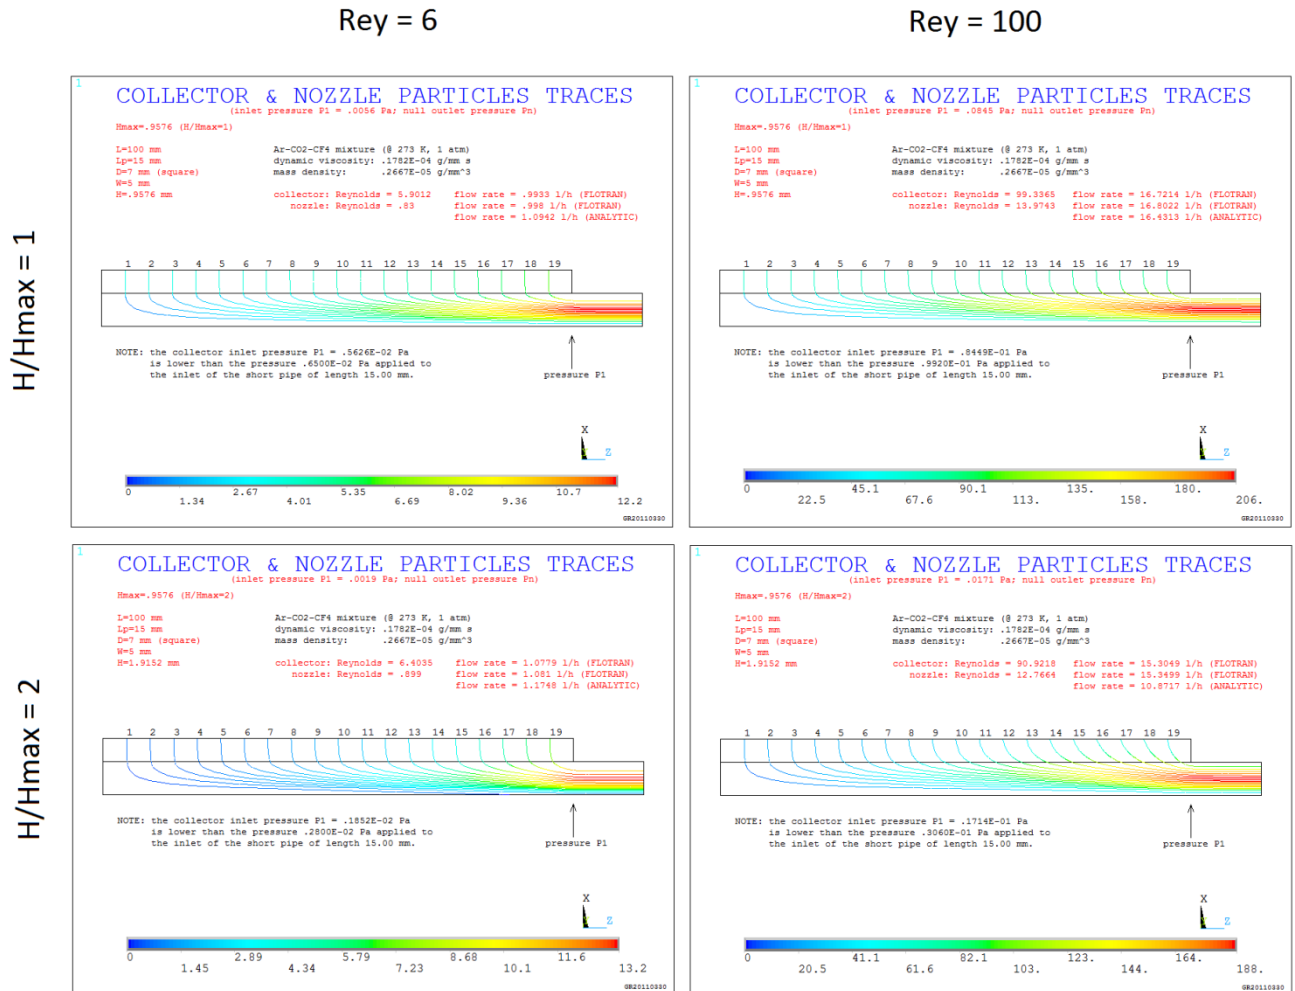 Rey = 6
Rey = 100
H/Hmax = 1
1
COLLECTOR & NOZZLE PARTICLES TRACES
(inlet pressure P1 = .0056 Pa; null outlet pressure Pn)
Hmax=.9576 (H/Hmax=1)
L=100 mm Ar-CO2-CF4 mixture (@ 273 K, 1 atm)
Lp=15 mm dynamic viscosity: .1782E-04 g/mm s
D=7 mm (square) mass density: .2667E-05 g/mm^3
W=5 mm
H=.9576 mm collector: Reynolds = 5.9012 flow rate = .9933 l/h (FLOTRAN)
nozzle: Reynolds = .83 flow rate = .998 l/h (FLOTRAN)
flow rate = 1.0942 l/h (ANALYTIC)
1 2 3 4 5 6 7 8 9 10 11 12 13 14 15 16 17 18 19
NOTE: the collector inlet pressure P1 = .5626E-02 Pa
is lower than the pressure .6500E-02 Pa applied to
the inlet of the short pipe of length 15.00 mm.
pressure P1
X
Z
0 1.34 2.67 4.01 5.35 6.69 8.02 9.36 10.7 12.2
GR20110330
1
COLLECTOR & NOZZLE PARTICLES TRACES
(inlet pressure P1 = .0845 Pa; null outlet pressure Pn)
Hmax=.9576 (H/Hmax=1)
L=100 mm Ar-CO2-CF4 mixture (@ 273 K, 1 atm)
Lp=15 mm dynamic viscosity: .1782E-04 g/mm s
D=7 mm (square) mass density: .2667E-05 g/mm^3
W=5 mm
H=.9576 mm collector: Reynolds = 99.3365 flow rate = 16.7214 l/h (FLOTRAN)
nozzle: Reynolds = 13.9743 flow rate = 16.8022 l/h (FLOTRAN)
flow rate = 16.4313 l/h (ANALYTIC)
1 2 3 4 5 6 7 8 9 10 11 12 13 14 15 16 17 18 19
NOTE: the collector inlet pressure P1 = .8449E-01 Pa
is lower than the pressure .9920E-01 Pa applied to
the inlet of the short pipe of length 15.00 mm.
pressure P1
X
Z
0 22.5 45.1 67.6 90.1 113. 135. 158. 180. 206.
GR20110330
H/Hmax = 2
1
COLLECTOR & NOZZLE PARTICLES TRACES
(inlet pressure P1 = .0019 Pa; null outlet pressure Pn)
Hmax=.9576 (H/Hmax=2)
L=100 mm Ar-CO2-CF4 mixture (@ 273 K, 1 atm)
Lp=15 mm dynamic viscosity: .1782E-04 g/mm s
D=7 mm (square) mass density: .2667E-05 g/mm^3
W=5 mm
H=1.9152 mm collector: Reynolds = 6.4035 flow rate = 1.0779 l/h (FLOTRAN)
nozzle: Reynolds = .899 flow rate = 1.081 l/h (FLOTRAN)
flow rate = 1.1748 l/h (ANALYTIC)
1 2 3 4 5 6 7 8 9 10 11 12 13 14 15 16 17 18 19
NOTE: the collector inlet pressure P1 = .1852E-02 Pa
is lower than the pressure .2800E-02 Pa applied to
the inlet of the short pipe of length 15.00 mm.
pressure P1
X
Z
0 1.45 2.89 4.34 5.79 7.23 8.68 10.1 11.6 13.2
GR20110330
1
COLLECTOR & NOZZLE PARTICLES TRACES
(inlet pressure P1 = .0171 Pa; null outlet pressure Pn)
Hmax=.9576 (H/Hmax=2)
L=100 mm Ar-CO2-CF4 mixture (@ 273 K, 1 atm)
Lp=15 mm dynamic viscosity: .1782E-04 g/mm s
D=7 mm (square) mass density: .2667E-05 g/mm^3
W=5 mm
H=1.9152 mm collector: Reynolds = 90.9218 flow rate = 15.3049 l/h (FLOTRAN)
nozzle: Reynolds = 12.7664 flow rate = 15.3499 l/h (FLOTRAN)
flow rate = 10.8717 l/h (ANALYTIC)
1 2 3 4 5 6 7 8 9 10 11 12 13 14 15 16 17 18 19
NOTE: the collector inlet pressure P1 = .1714E-01 Pa
is lower than the pressure .3060E-01 Pa applied to
the inlet of the short pipe of length 15.00 mm.
pressure P1
X
Z
0 20.5 41.1 61.6 82.1 103. 123. 144. 164. 188.
GR20110330